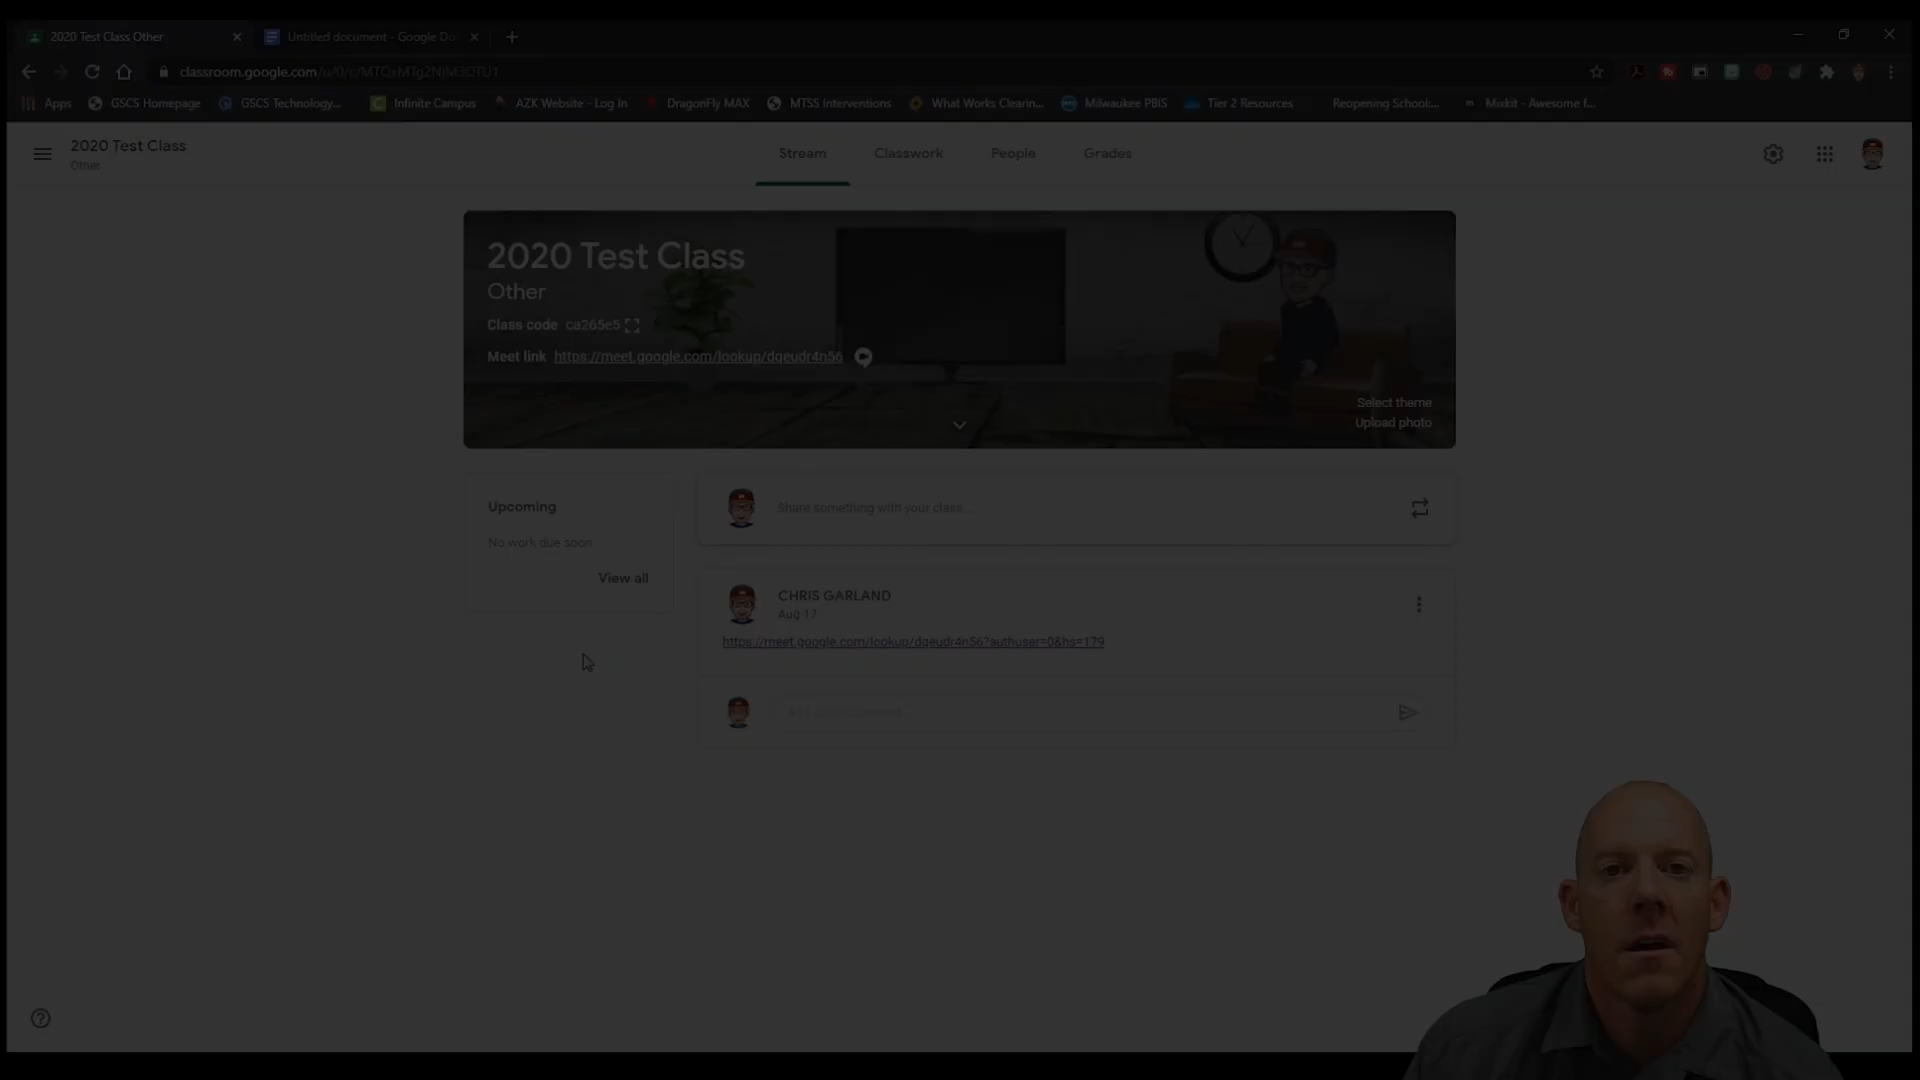 2020 Test Class Other
Untitled document - Google Do
classroom.google.com/u/0/c/MTQxMTg2NjM3OTU1
Apps
GSCS Homepage
GSCS Technology...
Infinite Campus
AZK Website - Log In
DragonFly MAX
MTSS Interventions
What Works Clearin...
Milwaukee PBIS
Tier 2 Resources
Reopening School:...
Mixkit - Awesome f...
2020 Test Class
Other
Stream
Classwork
People
Grades
2020 Test Class
Other
Class code ca265e5
Meet link https://meet.google.com/lookup/dqeudr4n56
Select theme
Upload photo
Upcoming
No work due soon
View all
Share something with your class...
CHRIS GARLAND
Aug 17
https://meet.google.com/lookup/dqeudr4n56?authuser=0&hs=179